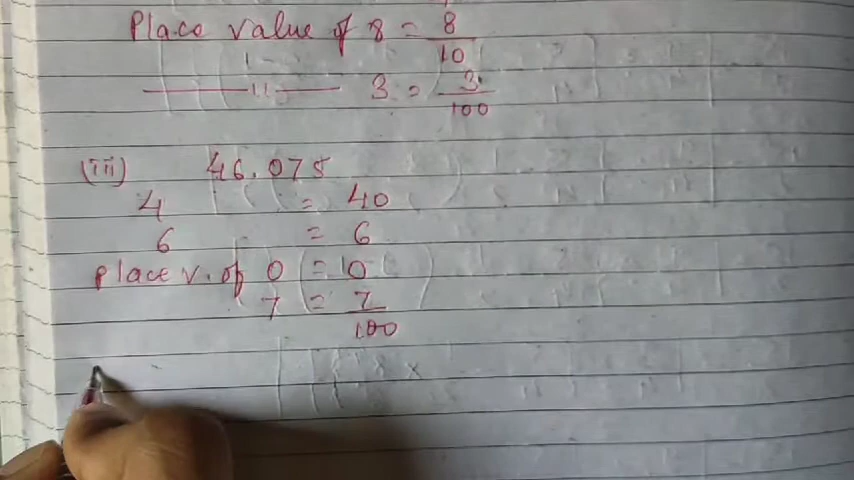 Place value of 8 = 8/10
—— 11 —— 3 = 3/100
(iii) 46.075
4 = 40
6 = 6
place v. of 0 = 0
7 = 7/100